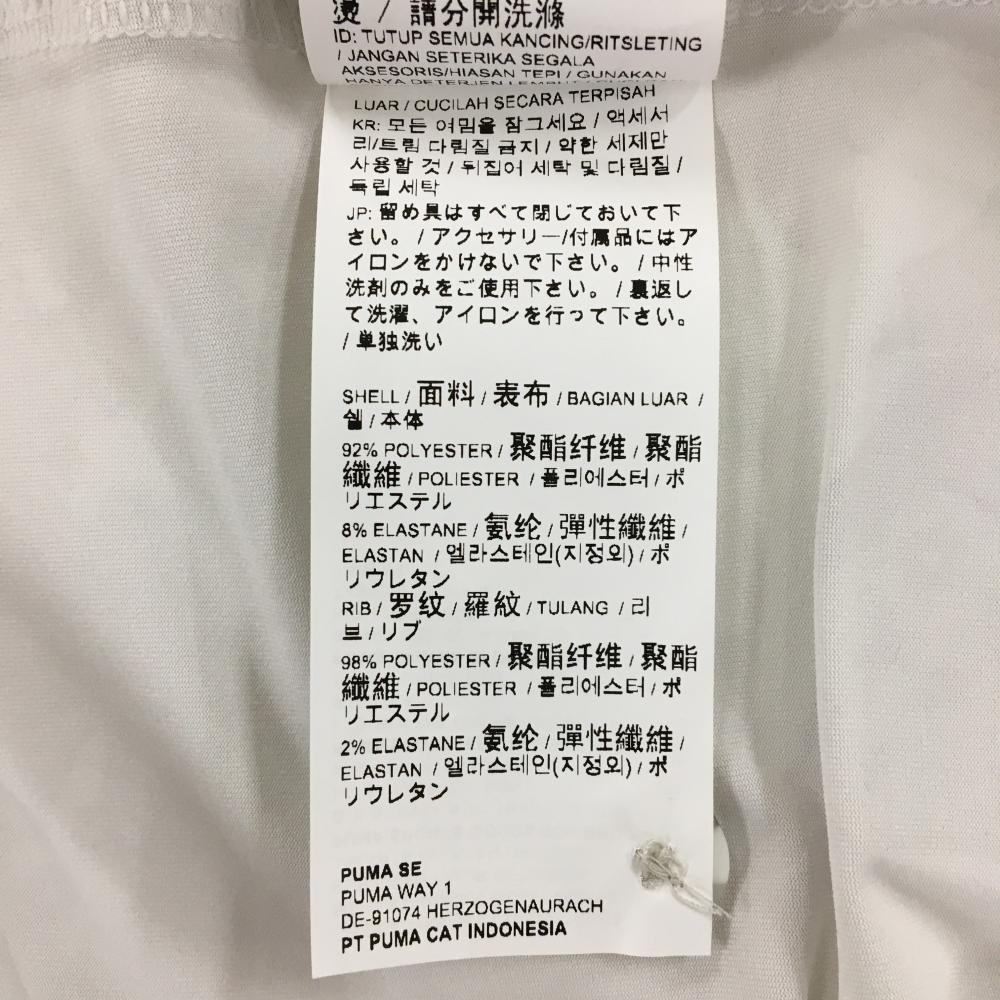 燙 / 請分開洗滌
ID: TUTUP SEMUA KANCING/RITSLETING
/ JANGAN SETERIKA SEGALA
AKSESORIS/HIASAN TEPI / GUNAKAN
HANYA DETERJEN
LUAR / CUCILAH SECARA TERPISAH
KR: 모든 여밈을 잠그세요 / 액세서
리/트림 다림질 금지 / 약한 세제만
사용할 것 / 뒤집어 세탁 및 다림질 /
독립 세탁
JP: 留め具はすべて閉じておいて下
さい。 / アクセサリー/付属品にはア
イロンをかけないで下さい。 / 中性
洗剤のみをご使用下さい。 / 裏返し
て洗濯、アイロンを行って下さい。
/ 単独洗い
SHELL / 面料 / 表布 / BAGIAN LUAR /
쉘 / 本体
92% POLYESTER / 聚酯纤维 / 聚酯
纖維 / POLIESTER / 폴리에스터 / ポ
リエステル
8% ELASTANE / 氨纶 / 彈性纖維 /
ELASTAN / 엘라스테인(지정외) / ポ
リウレタン
RIB / 罗纹 / 羅紋 / TULANG / 리
브 / リブ
98% POLYESTER / 聚酯纤维 / 聚酯
纖維 / POLIESTER / 폴리에스터 / ポ
リエステル
2% ELASTANE / 氨纶 / 彈性纖維 /
ELASTAN / 엘라스테인(지정외) / ポ
リウレタン
PUMA SE
PUMA WAY 1
DE-91074 HERZOGENAURACH
PT PUMA CAT INDONESIA